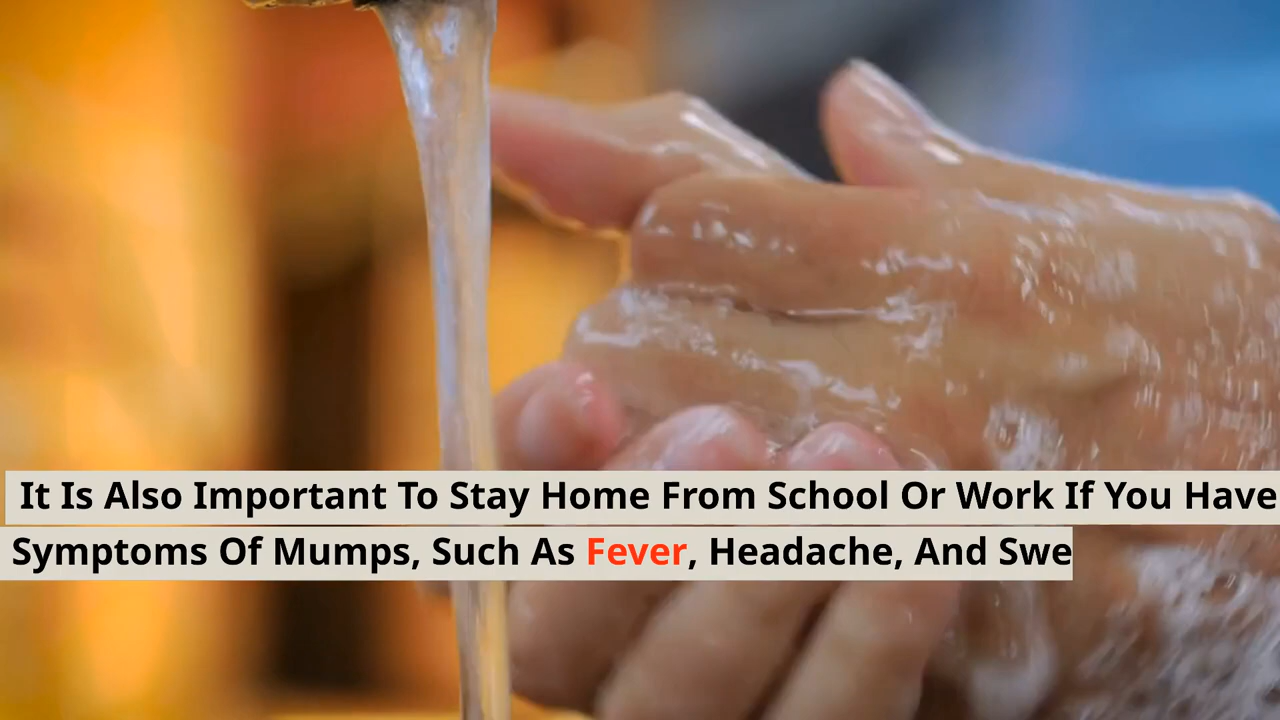 It Is Also Important To Stay Home From School Or Work If You Have
Symptoms Of Mumps, Such As Fever, Headache, And Swe